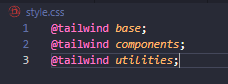 style.css
1 @tailwind base;
2 @tailwind components;
3 @tailwind utilities;